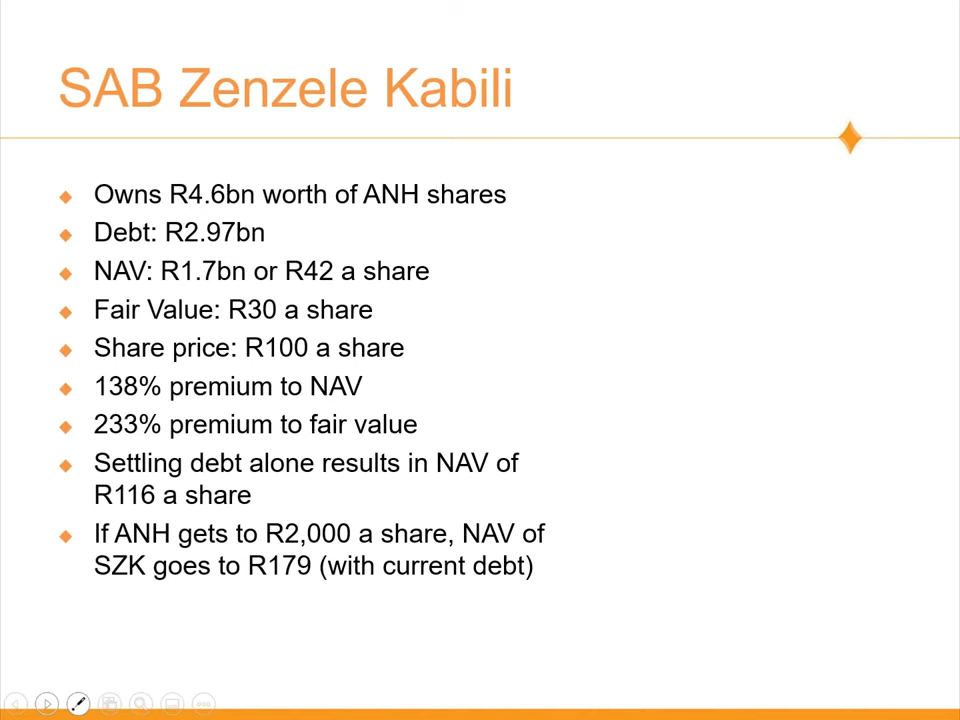 SAB Zenzele Kabili
Owns R4.6bn worth of ANH shares
Debt: R2.97bn
NAV: R1.7bn or R42 a share
Fair Value: R30 a share
Share price: R100 a share
138% premium to NAV
233% premium to fair value
Settling debt alone results in NAV of
R116 a share
If ANH gets to R2,000 a share, NAV of
SZK goes to R179 (with current debt)